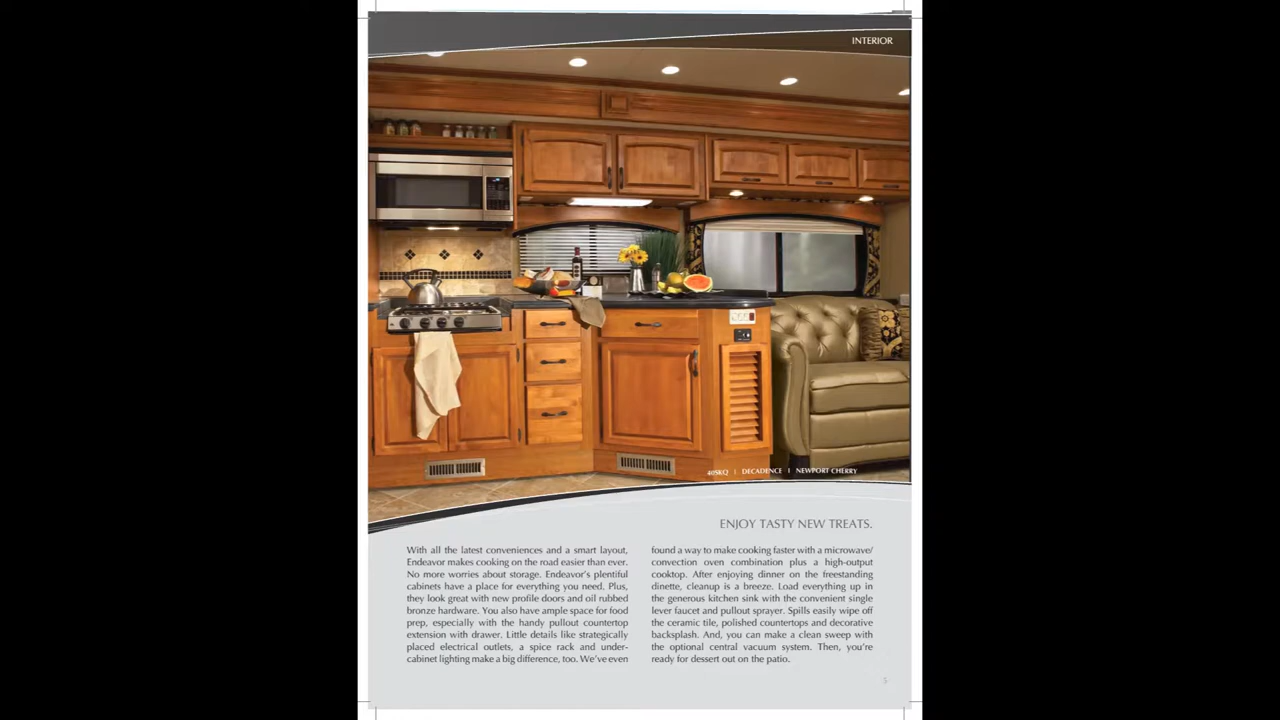 INTERIOR
40SKQ | DECADENCE | NEWPORT CHERRY
ENJOY TASTY NEW TREATS.
With all the latest conveniences and a smart layout,
Endeavor makes cooking on the road easier than ever.
No more worries about storage. Endeavor's plentiful
cabinets have a place for everything you need. Plus,
they look great with new profile doors and oil rubbed
bronze hardware. You also have ample space for food
prep, especially with the handy pullout countertop
extension with drawer. Little details like strategically
placed electrical outlets, a spice rack and under-
cabinet lighting make a big difference, too. We've even
found a way to make cooking faster with a microwave/
convection oven combination plus a high-output
cooktop. After enjoying dinner on the freestanding
dinette, cleanup is a breeze. Load everything up in
the generous kitchen sink with the convenient single
lever faucet and pullout sprayer. Spills easily wipe off
the ceramic tile, polished countertops and decorative
backsplash. And, you can make a clean sweep with
the optional central vacuum system. Then, you're
ready for dessert out on the patio.
5